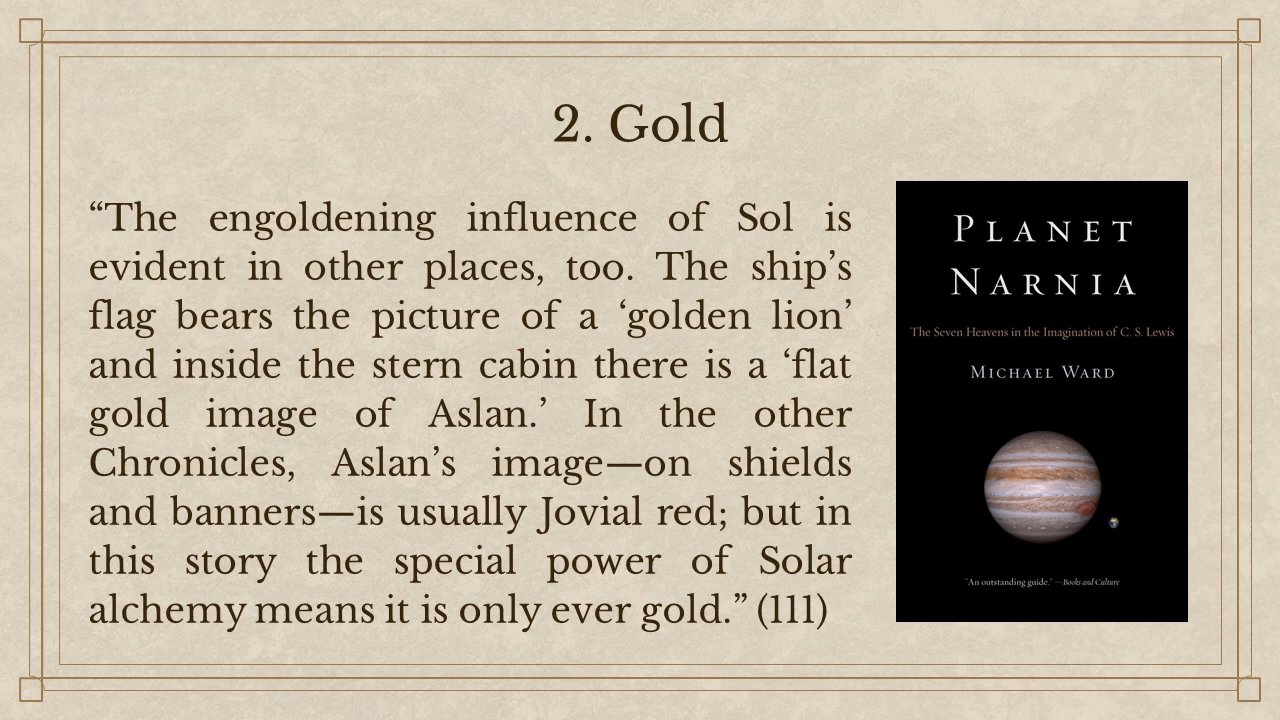 2. Gold
“The engoldening influence of Sol is
evident in other places, too. The ship’s
flag bears the picture of a ‘golden lion’
and inside the stern cabin there is a ‘flat
gold image of Aslan.’ In the other
Chronicles, Aslan’s image—on shields
and banners—is usually Jovial red; but in
this story the special power of Solar
alchemy means it is only ever gold.” (111)
PLANET
NARNIA
The Seven Heavens in the Imagination of C. S. Lewis
MICHAEL WARD
"An outstanding guide." —Books and Culture